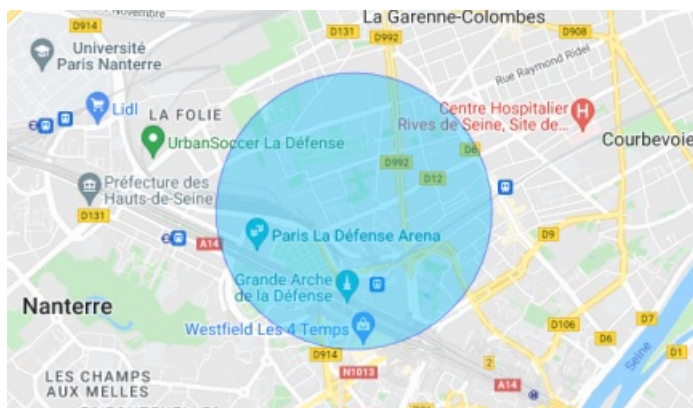 Novembre
D914
La Garenne-Colombes
D131
D992
D908
Université
Paris Nanterre
Rue Raymond Ridel
Lidl
LA FOLIE
Centre Hospitalier
Rives de Seine, Site de...
UrbanSoccer La Défense
Courbevoie
D992
D6
D12
Préfecture des
Hauts-de-Seine
D131
A14
Paris La Défense Arena
D9
Grande Arche
de la Défense
Nanterre
Westfield Les 4 Temps
D106
D7
D6
Seine
D914
D1
2
N1013
A14
LES CHAMPS
AUX MELLES